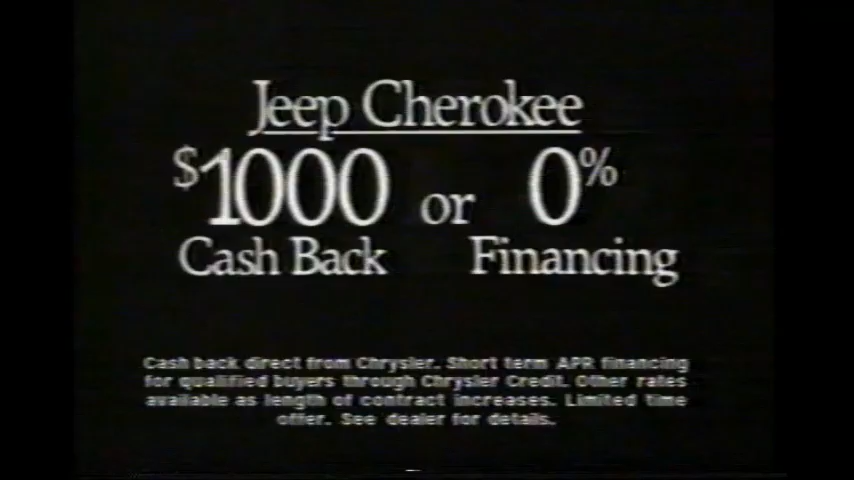 Jeep Cherokee
$1000 or 0%
Cash Back Financing
Cash back direct from Chrysler. Short term APR financing
for qualified buyers through Chrysler Credit. Other rates
available as length of contract increases. Limited time
offer. See dealer for details.